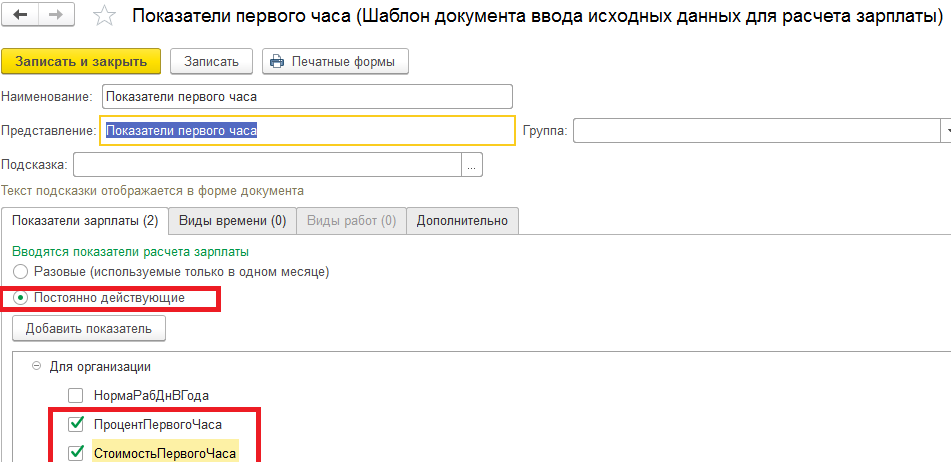 Показатели первого часа (Шаблон документа ввода исходных данных для расчета зарплаты)
Записать и закрыть Записать Печатные формы
Наименование: Показатели первого часа
Представление: Показатели первого часа Группа:
Подсказка: ...
Текст подсказки отображается в форме документа
Показатели зарплаты (2) Виды времени (0) Виды работ (0) Дополнительно
Вводятся показатели расчета зарплаты
Разовые (используемые только в одном месяце)
Постоянно действующие
Добавить показатель
Для организации
НормаРабДнВГода
ПроцентПервогоЧаса
СтоимостьПервогоЧаса